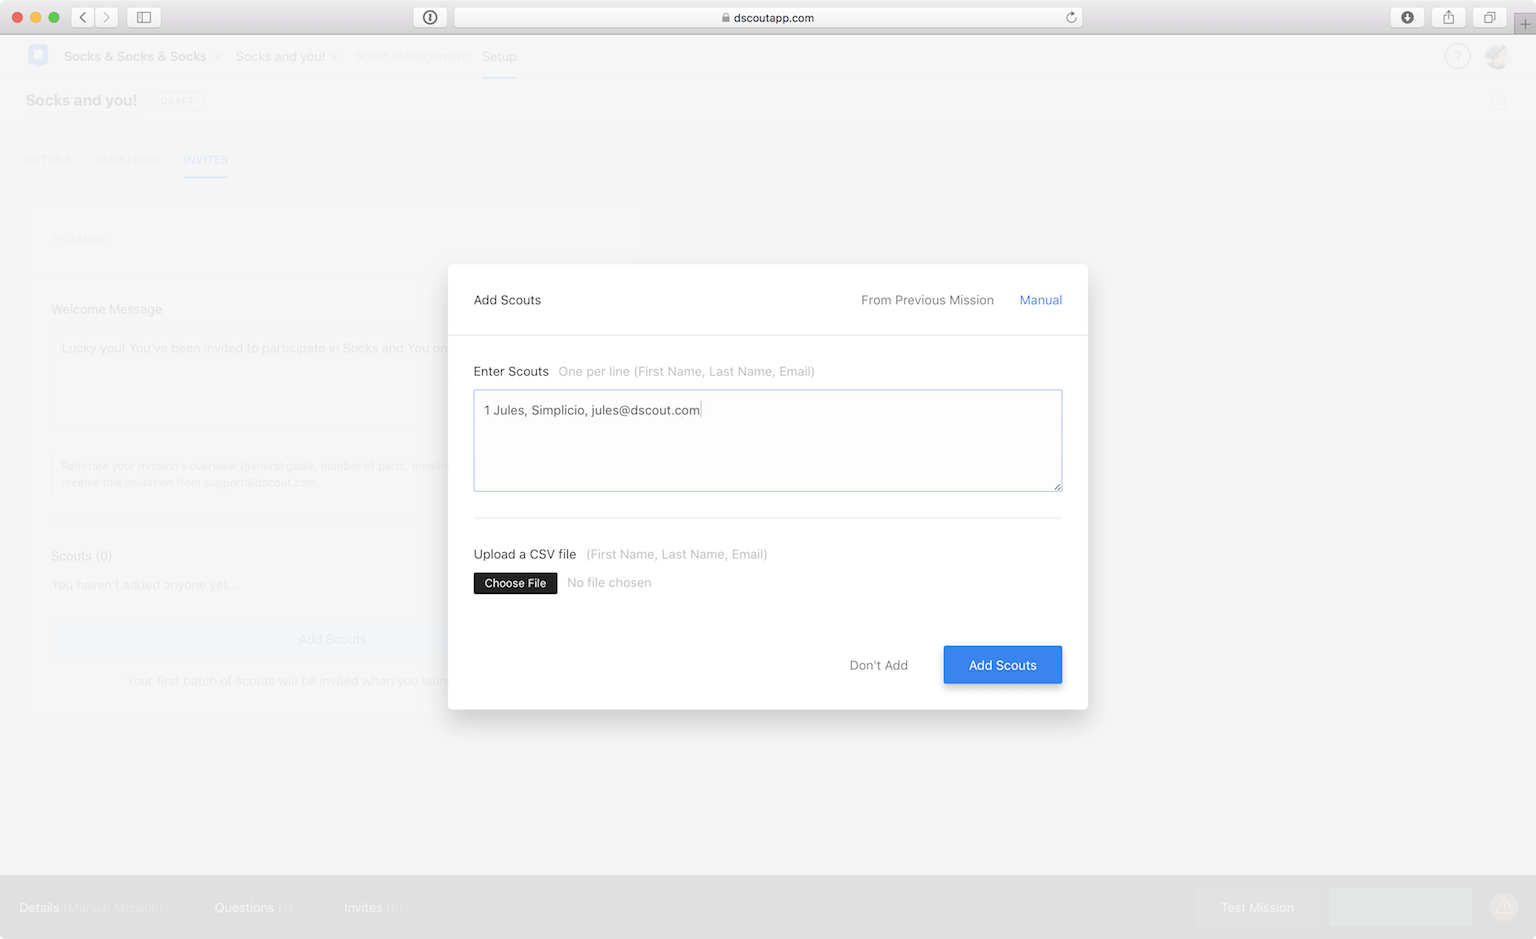 dscoutapp.com
Socks & Socks & Socks Socks and you! Scout Management Setup
?
Socks and you! DRAFT
DETAILS QUESTIONS INVITES
Invitation
Add Scouts From Previous Mission Manual
Welcome Message
Lucky you! You've been invited to participate in Socks and You on
Enter Scouts One per line (First Name, Last Name, Email)
1 Jules, Simplicio, jules@dscout.com
Reiterate your mission's overview (general goals, number of parts, timeline
receive this invitation from support@dscout.com.
Scouts (0)
You haven't added anyone yet...
Upload a CSV file (First Name, Last Name, Email)
Choose File No file chosen
Add Scouts
Your first batch of scouts will be invited when you laun
Don't Add Add Scouts
Details (Manual Mission) Questions (1) Invites (0) Test Mission